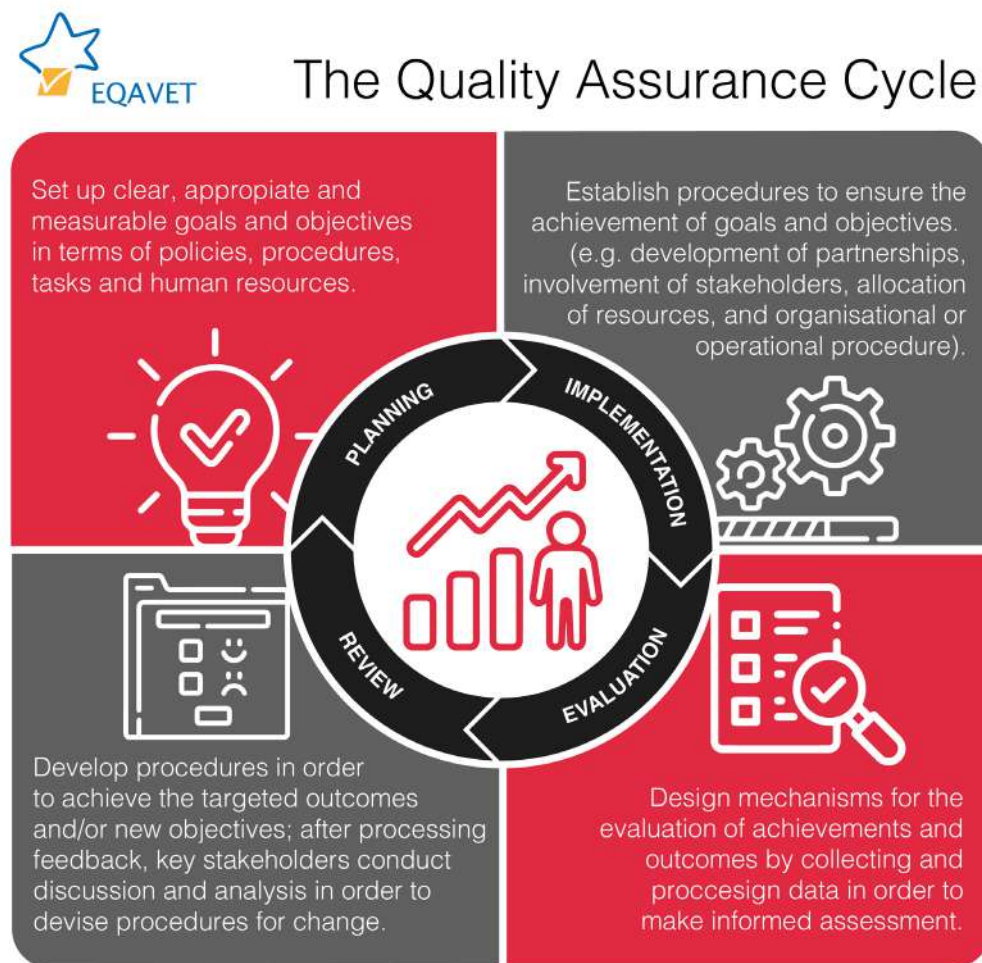 EQAVET
The Quality Assurance Cycle
Set up clear, appropiate and
measurable goals and objectives
in terms of policies, procedures,
tasks and human resources.
Establish procedures to ensure the
achievement of goals and objectives.
(e.g. development of partnerships,
involvement of stakeholders, allocation
of resources, and organisational or
operational procedure).
PLANNING
IMPLEMENTATION
REVIEW
EVALUATION
Develop procedures in order
to achieve the targeted outcomes
and/or new objectives; after processing
feedback, key stakeholders conduct
discussion and analysis in order to
devise procedures for change.
Design mechanisms for the
evaluation of achievements and
outcomes by collecting and
proccesign data in order to
make informed assessment.